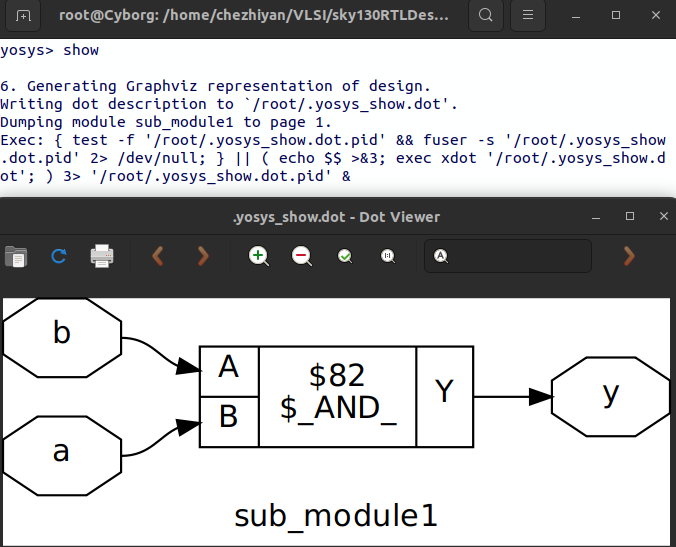 root@Cyborg: /home/chezhiyan/VLSI/sky130RTLDes...
yosys> show
6. Generating Graphviz representation of design.
Writing dot description to `/root/.yosys_show.dot'.
Dumping module sub_module1 to page 1.
Exec: { test -f '/root/.yosys_show.dot.pid' && fuser -s '/root/.yosys_show
.dot.pid' 2> /dev/null; } || ( echo $$ >&3; exec xdot '/root/.yosys_show.d
ot'; ) 3> '/root/.yosys_show.dot.pid' &
.yosys_show.dot - Dot Viewer
b
A
$82
$_AND_
Y
y
B
a
sub_module1